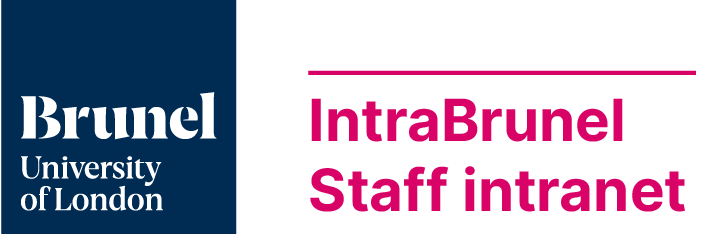 Brunel
University
of London
IntraBrunel
Staff intranet